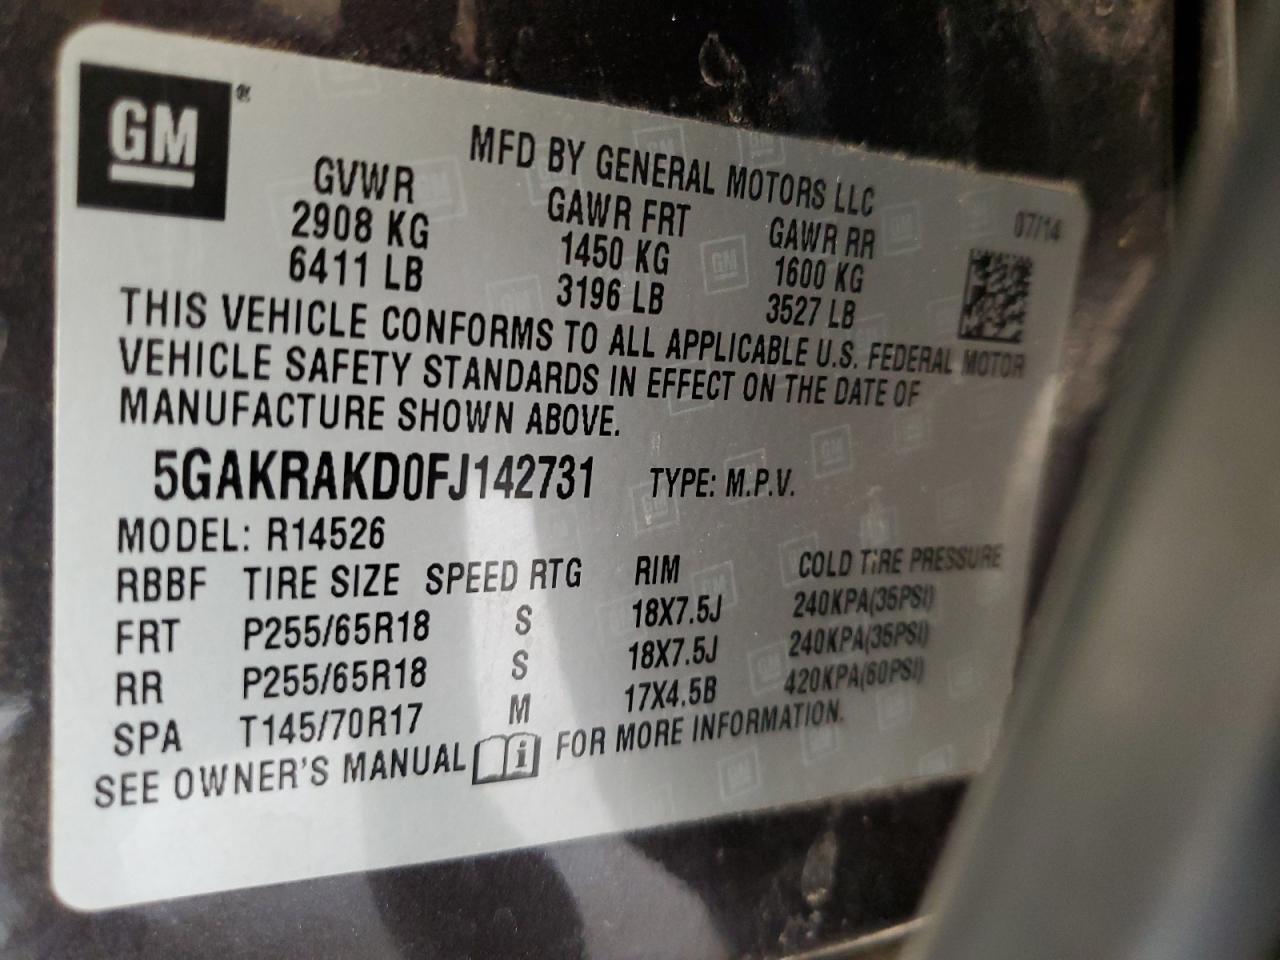 GM®
MFD BY GENERAL MOTORS LLC
07/14
GVWR GAWR FRT GAWR RR
2908 KG 1450 KG 1600 KG
6411 LB 3196 LB 3527 LB
THIS VEHICLE CONFORMS TO ALL APPLICABLE U.S. FEDERAL MOTOR
VEHICLE SAFETY STANDARDS IN EFFECT ON THE DATE OF
MANUFACTURE SHOWN ABOVE.
5GAKRAKD0FJ142731 TYPE: M.P.V.
MODEL: R14526
RBBF TIRE SIZE SPEED RTG RIM COLD TIRE PRESSURE
FRT P255/65R18 S 18X7.5J 240KPA(35PSI)
RR P255/65R18 S 18X7.5J 240KPA(35PSI)
SPA T145/70R17 M 17X4.5B 420KPA(60PSI)
SEE OWNER'S MANUAL i FOR MORE INFORMATION.